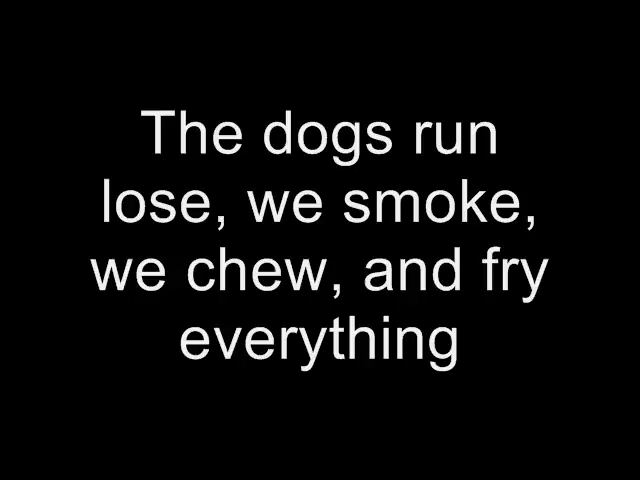 The dogs run
lose, we smoke,
we chew, and fry
everything